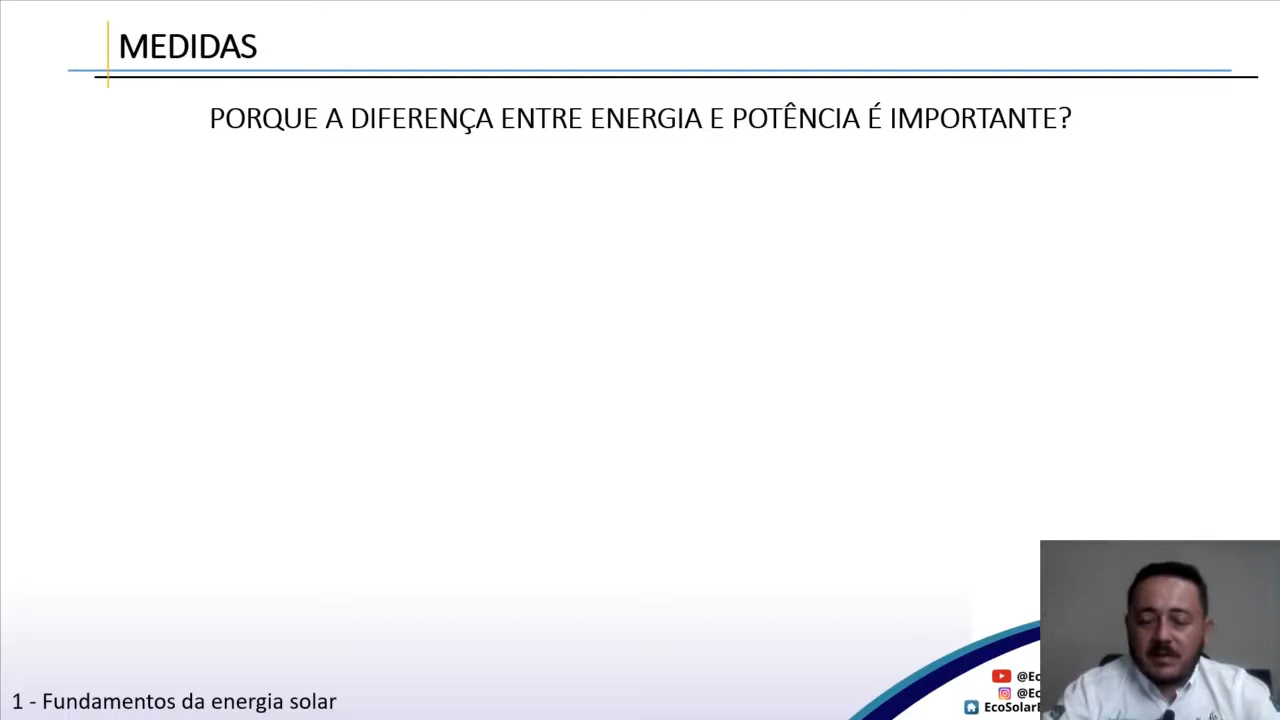 MEDIDAS
PORQUE A DIFERENÇA ENTRE ENERGIA E POTÊNCIA É IMPORTANTE?
1 - Fundamentos da energia solar